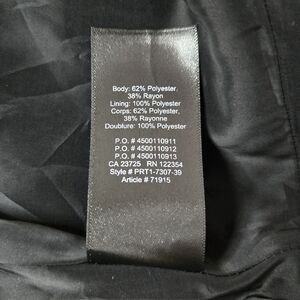 Body: 62% Polyester,
38% Rayon
Lining: 100% Polyester
Corps: 62% Polyester,
38% Rayonne
Doublure: 100% Polyester
P.O. # 4500110911
P.O. # 4500110912
P.O. # 4500110913
CA 23725 RN 122354
Style # PRT1-7307-39
Article # 71915